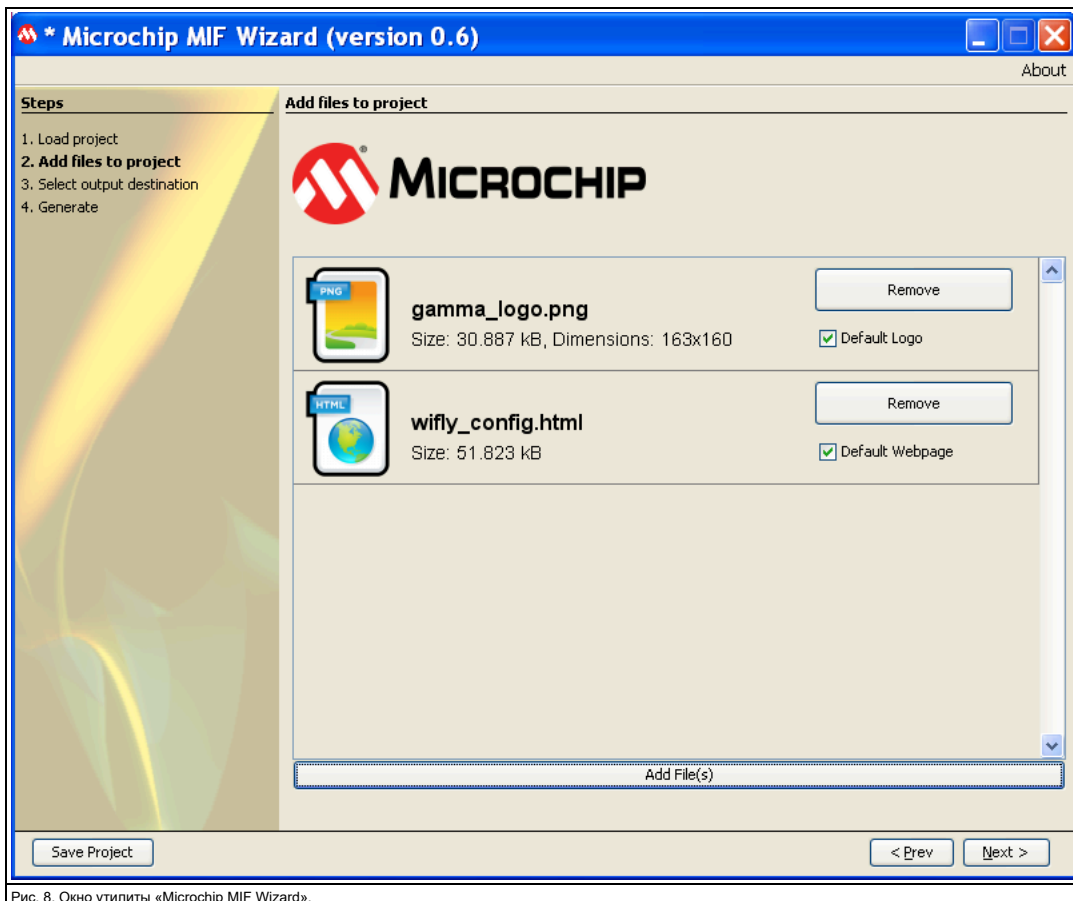 * Microchip MIF Wizard (version 0.6)
About
Steps
1. Load project
2. Add files to project
3. Select output destination
4. Generate
Add files to project
MICROCHIP
PNG
gamma_logo.png
Size: 30.887 kB, Dimensions: 163x160
Remove
Default Logo
HTML
wifly_config.html
Size: 51.823 kB
Remove
Default Webpage
Add File(s)
Save Project
< Prev
Next >
Рис. 8. Окно утилиты «Microchip MIF Wizard».